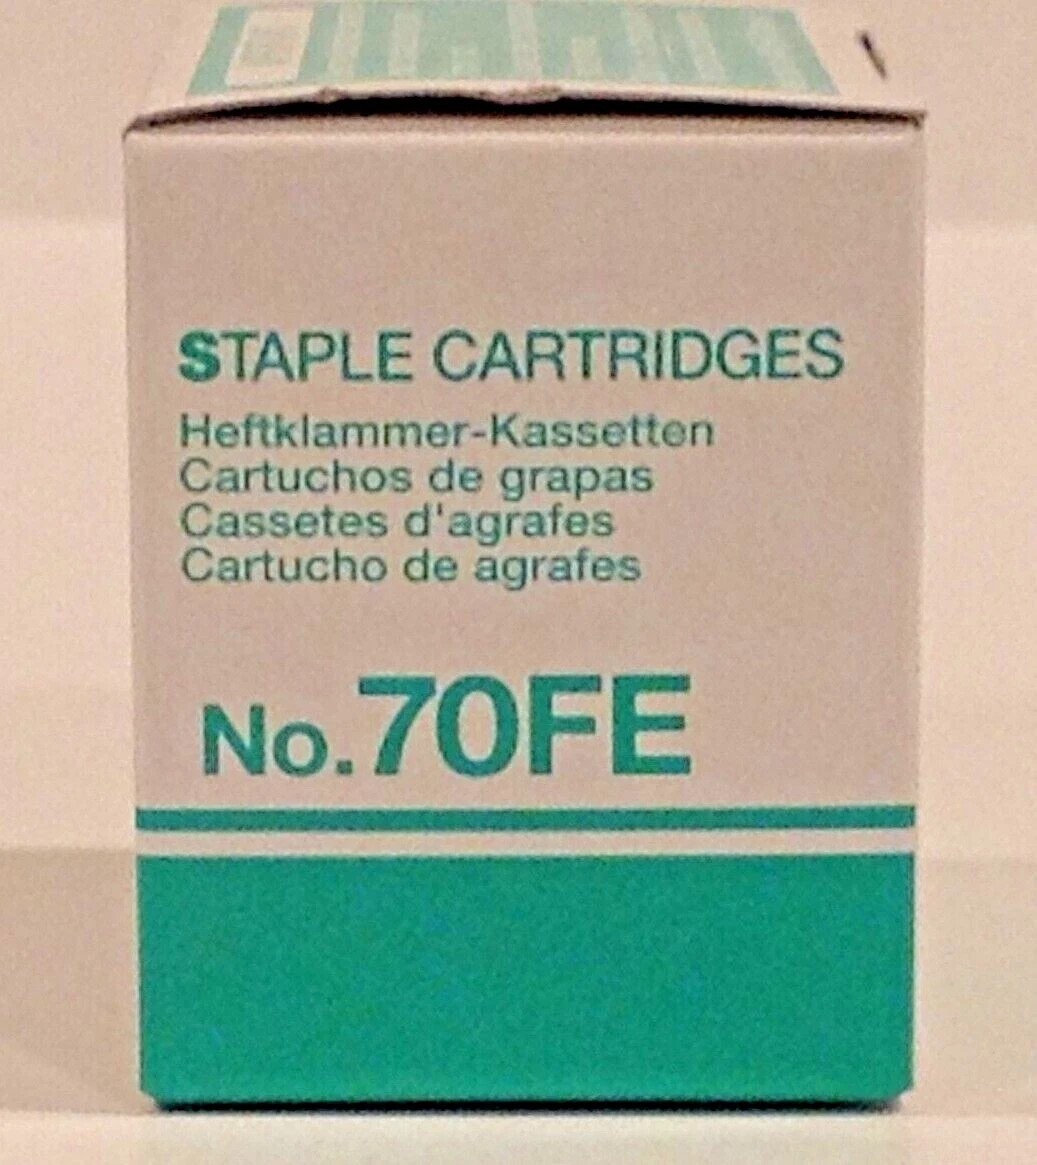 STAPLE CARTRIDGES
Heftklammer-Kassetten
Cartuchos de grapas
Cassetes d'agrafes
Cartucho de agrafes
No.70FE